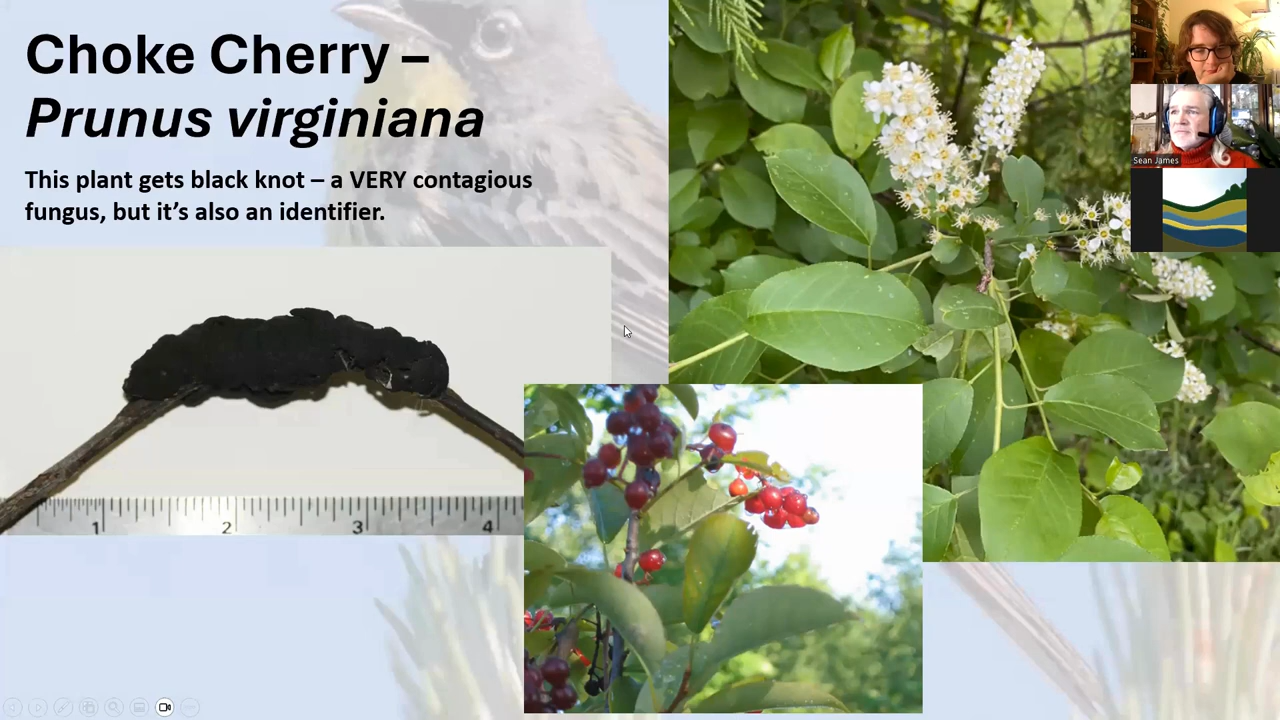 Choke Cherry –
Prunus virginiana
This plant gets black knot – a VERY contagious
fungus, but it's also an identifier.
Sean James
1 2 3 4